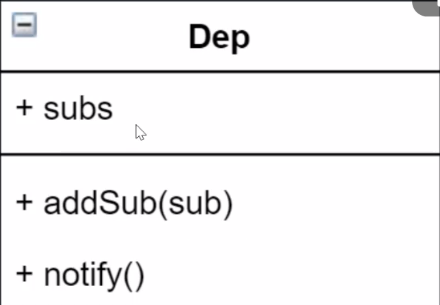 Dep
+ subs
+ addSub(sub)
+ notify()